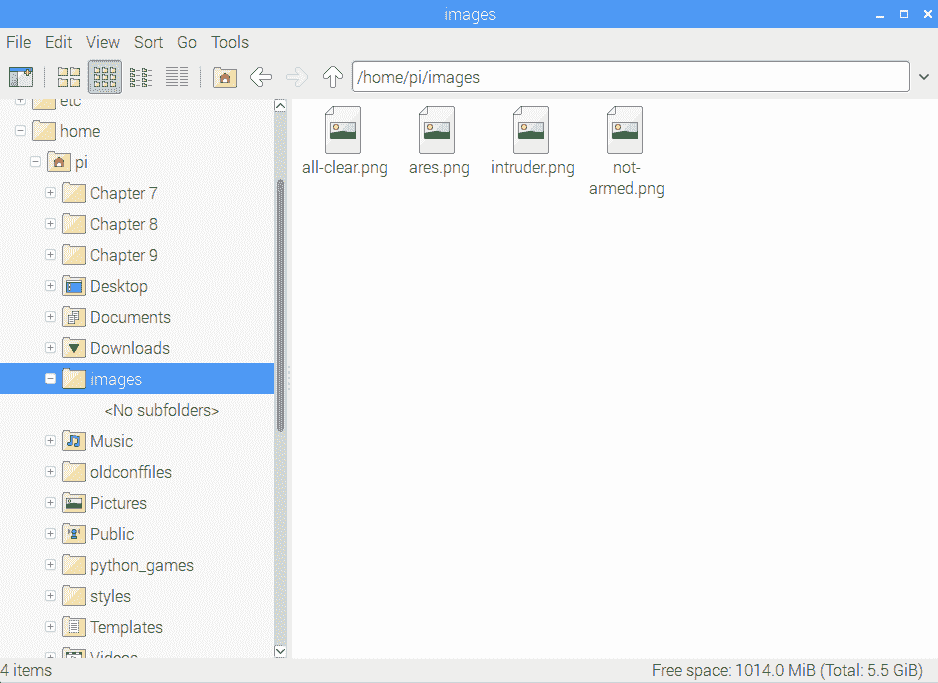 images
File Edit View Sort Go Tools
/home/pi/images
etc
home
pi
Chapter 7
Chapter 8
Chapter 9
Desktop
Documents
Downloads
images
<No subfolders>
Music
oldconffiles
Pictures
Public
python_games
styles
Templates
Videos
all-clear.png
ares.png
intruder.png
not-
armed.png
4 items
Free space: 1014.0 MiB (Total: 5.5 GiB)